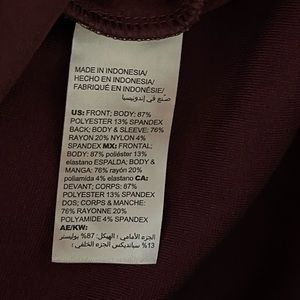 MADE IN INDONESIA/
HECHO EN INDONESIA/
FABRIQUÉ EN INDONÉSIE/
صنع في إندونيسيا
US: FRONT; BODY: 87%
POLYESTER 13% SPANDEX
BACK; BODY & SLEEVE: 76%
RAYON 20% NYLON 4%
SPANDEX MX: FRONTAL;
BODY: 87% poliéster 13%
elastano ESPALDA; BODY &
MANGA: 76% rayón 20%
poliamida 4% elastano CA:
DEVANT; CORPS: 87%
POLYESTER 13% SPANDEX
DOS; CORPS & MANCHE:
76% RAYONNE 20%
POLYAMIDE 4% SPANDEX
AE/KW:
الجزء الأمامي: الهيكل: 87% بوليستر
13% سبانديكس الجزء الخلفي: